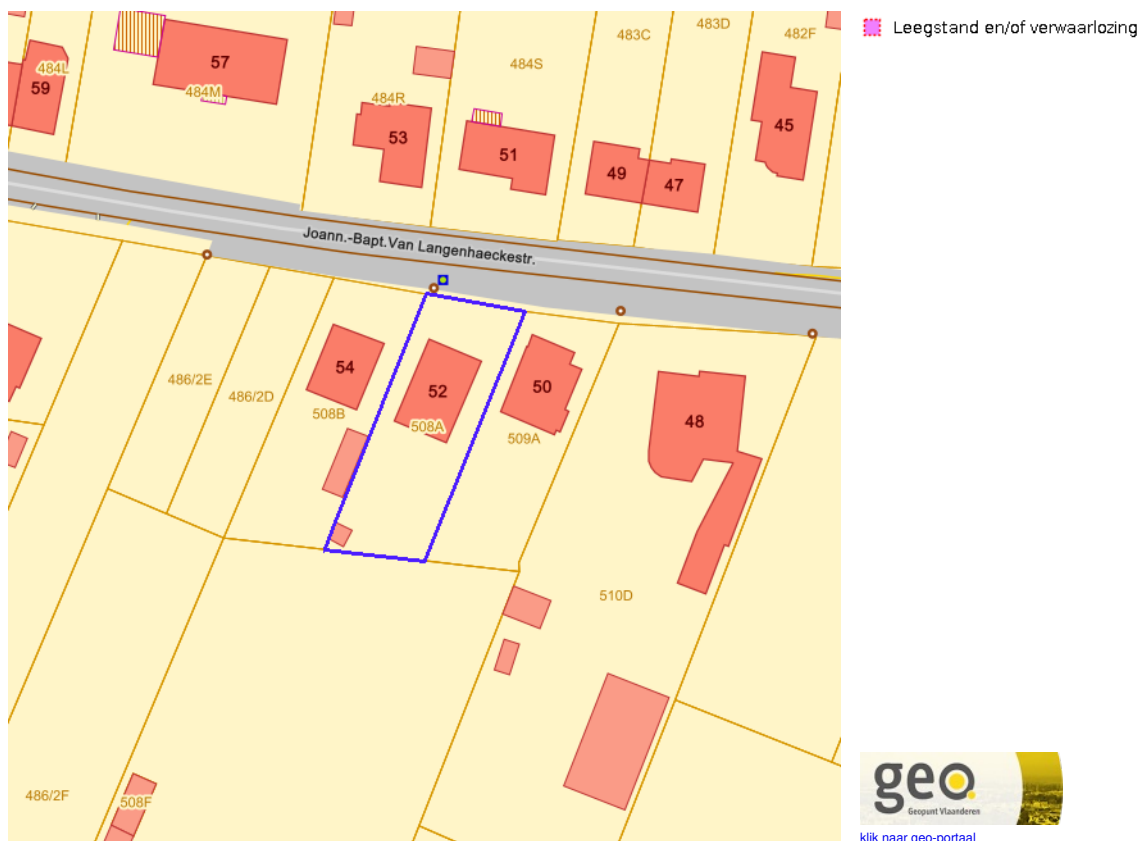 Leegstand en/of verwaarlozing
483D
482F
483C
484S
57
484L
59
484M
484R
53
45
51
49
47
Joann.-Bapt.Van Langenhaeckestr.
54
486/2E
52
50
486/2D
508B
508A
509A
48
510D
486/2F
508F
geo.
Geopunt Vlaanderen
klik naar geo-portaal